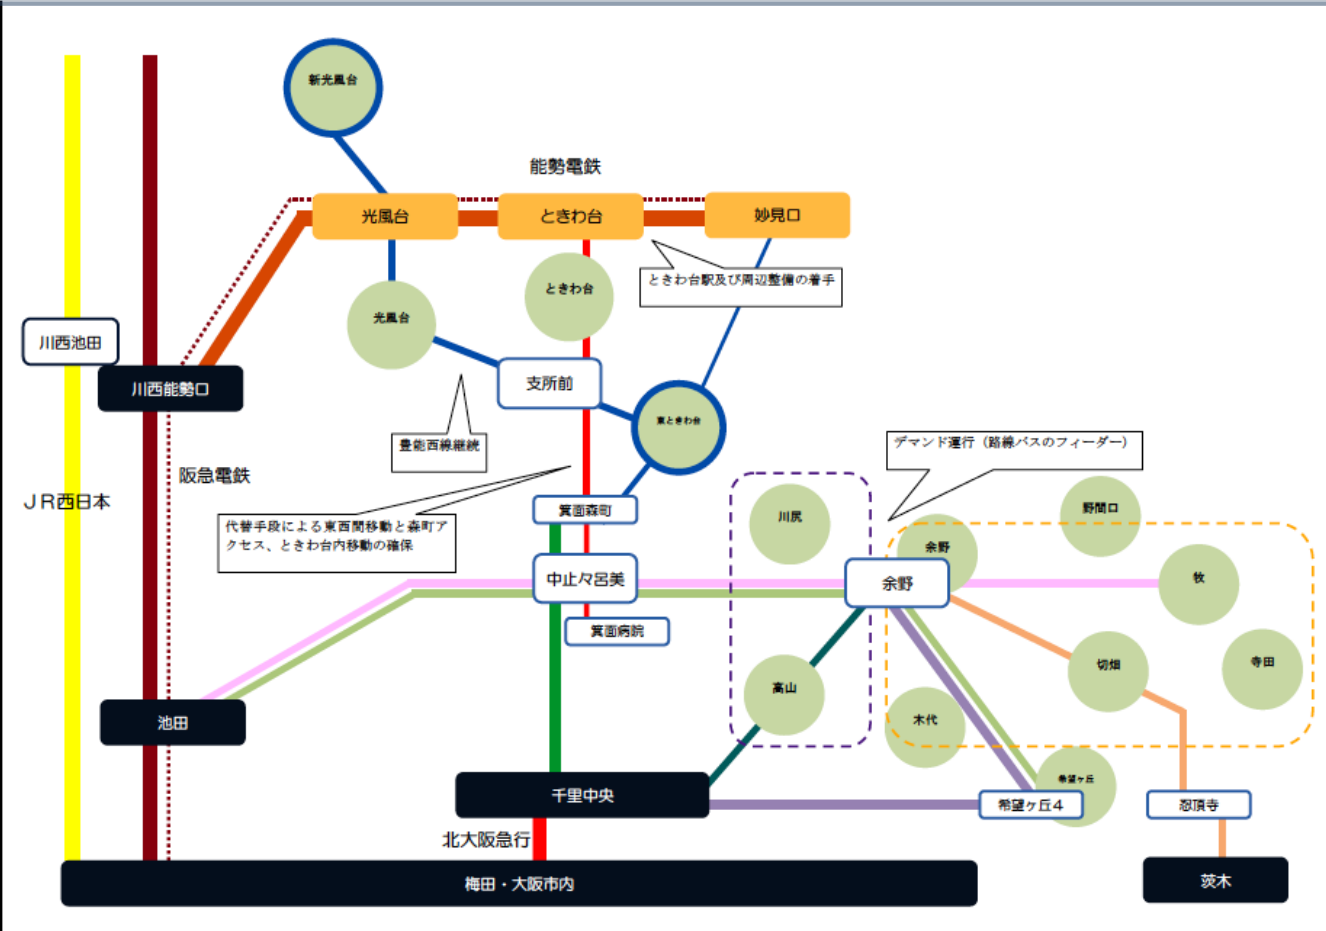 新光風台
能勢電鉄
光風台
ときわ台
妙見口
ときわ台駅及び周辺整備の着手
ときわ台
光風台
川西池田
川西能勢口
支所前
東ときわ台
豊能西線継続
デマンド運行（路線バスのフィーダー）
阪急電鉄
ＪＲ西日本
代替手段による東西間移動と森町ア
クセス、ときわ台内移動の確保
箕面森町
川尻
野間口
余野
中止々呂美
余野
牧
箕面病院
切畑
寺田
高山
木代
池田
希望ヶ丘
千里中央
希望ヶ丘４
忍頂寺
北大阪急行
梅田・大阪市内
茨木